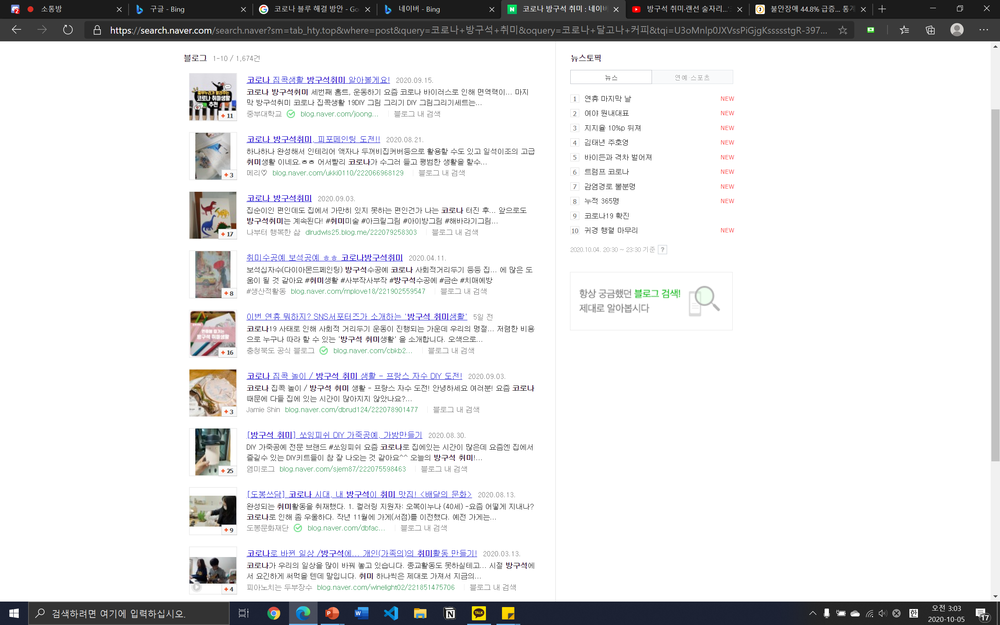 소통방
구글 - Bing
코로나 블루 해결 방안 - Go
네이버 - Bing
코로나 방구석 취미 : 네이버
방구석 취미·랜선 술자리...'코
불안장애 44.8% 급증... 통계
https://search.naver.com/search.naver?sm=tab_hty.top&where=post&query=코로나+방구석+취미&oquery=코로나+달고나+커피&tqi=U3oMnlp0JXVssPiGjgKssssstgR-397...
블로그 1-10 / 1,674건
코로나 집콕생활 방구석취미 알아볼게요! 2020.09.15.
코로나 방구석취미 세번째 홈트, 운동하기 요즘 코로나 바이러스로 인해 면역력이... 마지
막 방구석취미 코로나 집콕생활 19DIY 그림 그리기 DIY 그림그리기세트는...
중부대학교 blog.naver.com/joong... 블로그 내 검색
중부누리가 알려주는
코로나 취미생활
추천
+ 11
코로나 방구석취미, 피포페인팅 도전!! 2020.08.21.
하나하나 완성해서 인테리어 액자나 두꺼비집커버등으로 활용할 수도 있고 일석이조의 고급
취미생활 이네요.ㅎㅎ 어서빨리 코로나가 수그러 들고 평범한 생활을 할수...
메리♡ blog.naver.com/ukki0110/222066968129 블로그 내 검색
+ 3
코로나 방구석취미 2020.09.03.
집순이인 편인데도 집에서 가만히 있지 못하는 편인건가 나는 코로나 터진 후... 앞으로도
방구석취미는 계속된다! #취미미술 #아크릴그림 #아이방그림 #해바라기그림...
나부터 행복한 삶 dlrudwls25.blog.me/222079258303 블로그 내 검색
+ 17
취미수공예 보석공예 ㅎㅎ 코로나방구석취미 2020.04.11.
보석십자수(다이아몬드페인팅) 방구석수공예 코로나 사회적거리두기 등등 집... 에 많은 도
움이 될 것 같아요 #취미생활 #사부작사부작 #방구석수공예 #금손 #치매예방
#생산적활동 blog.naver.com/rnplove18/221902559547 블로그 내 검색
+ 8
이번 연휴 뭐하지? SNS서포터즈가 소개하는 '방구석 취미생활' 5일 전
코로나19 사태로 인해 사회적 거리두기 운동이 진행되는 가운데 우리의 명절... 저렴한 비용
으로 누구나 따라 할 수 있는 '방구석 취미생활' 을 소개합니다. 오색으로...
충청북도 공식 블로그 blog.naver.com/cbkb2... 블로그 내 검색
연휴에 즐기는
방구석 취미생활
+ 16
코로나 집콕 놀이 / 방구석 취미 생활 - 프랑스 자수 DIY 도전! 2020.09.03.
코로나 집콕 놀이 / 방구석 취미 생활 - 프랑스 자수 도전! 안녕하세요 여러분! 요즘 코로나
때문에 다들 집에 있는 시간이 많아지지 않았나요?...
Jamie Shin blog.naver.com/dbrud124/222078901477 블로그 내 검색
+ 3
[방구석 취미] 쏘잉피쉬 DIY 가죽공예, 가방만들기 2020.08.30.
DIY 가죽공예 전문 브랜드 #쏘잉피쉬 요즘 코로나로 집에있는 시간이 많은데 요즘엔 집에서
즐길수 있는 DIY키트들이 참 잘 나오는 것 같아요^^ 오늘의 방구석 취미!...
염미로그 blog.naver.com/sjem87/222075598463 블로그 내 검색
+ 25
[도봉쓰담] 코로나 시대, 내 방구석이 취미 맛집! <배달의 문화> 2020.08.13.
완성되는 취미활동을 취재했다. 1. 컬러링 지원자: 오복이누나 (40세) -요즘 어떻게 지내나?
코로나로 인해 좀 우울하다. 작년 11월에 가게(서점)를 이전했다. 예전 가게는...
도봉문화재단 blog.naver.com/dbfac... 블로그 내 검색
+ 9
코로나로 바뀐 일상 /방구석에... 개인(가족의)의 취미활동 만들기! 2020.03.13.
코로나가 우리의 일상을 많이 바꿔 놓고 있습니다. 종교활동도 못하실테고... 시절 방구석에
서 요긴하게 써먹을 텐데 말입니다. 취미 하나씩은 제대로 가져서 지금의...
피아노치는 두부장수 blog.naver.com/winelight02/221851475706 블로그 내 검색
+ 4
뉴스토픽
뉴스 연예·스포츠
1 연휴 마지막 날 NEW
2 여야 원내대표 NEW
3 지지율 10%p 뒤져 NEW
4 김태년 주호영 NEW
5 바이든과 격차 벌어져 NEW
6 트럼프 코로나 NEW
7 감염경로 불분명 NEW
8 누적 365명 NEW
9 코로나19 확진
10 귀경 행렬 마무리 NEW
2020.10.04. 20:30 ~ 23:30 기준 ?
항상 궁금했던 블로그 검색!
제대로 알아봅시다
검색하려면 여기에 입력하십시오.
TALK
한
오전 3:03
2020-10-05
17